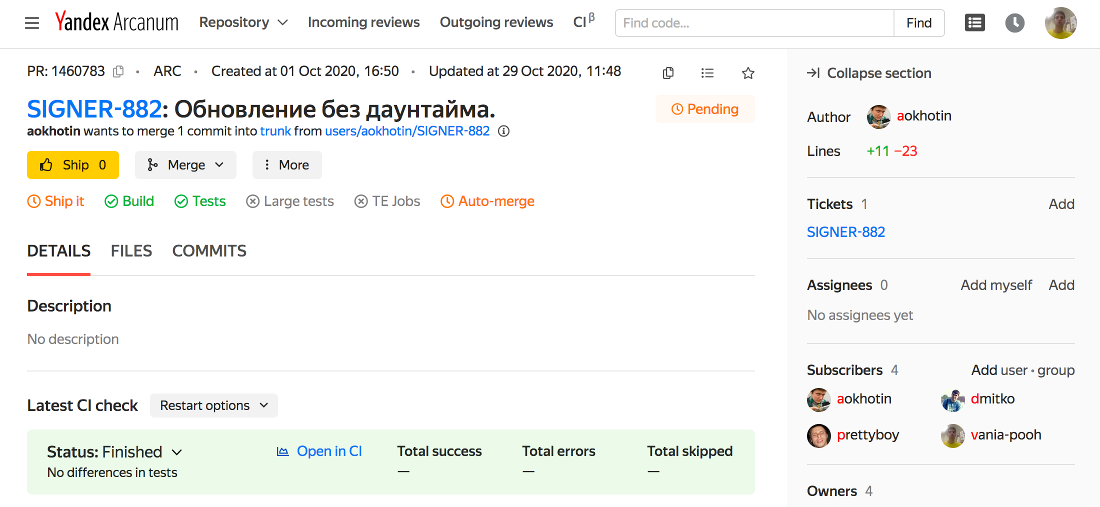 Yandex Arcanum Repository Incoming reviews Outgoing reviews CIβ Find code... Find
PR: 1460783 · ARC · Created at 01 Oct 2020, 16:50 · Updated at 29 Oct 2020, 11:48
SIGNER-882: Обновление без даунтайма.
Pending
aokhotin wants to merge 1 commit into trunk from users/aokhotin/SIGNER-882
Ship 0 Merge More
Ship it Build Tests Large tests TE Jobs Auto-merge
DETAILS FILES COMMITS
Description
No description
Latest CI check Restart options
Status: Finished Open in CI Total success Total errors Total skipped
No differences in tests — — —
Collapse section
Author aokhotin
Lines +11 −23
Tickets 1 Add
SIGNER-882
Assignees 0 Add myself Add
No assignees yet
Subscribers 4 Add user · group
aokhotin dmitko
prettyboy vania-pooh
Owners 4